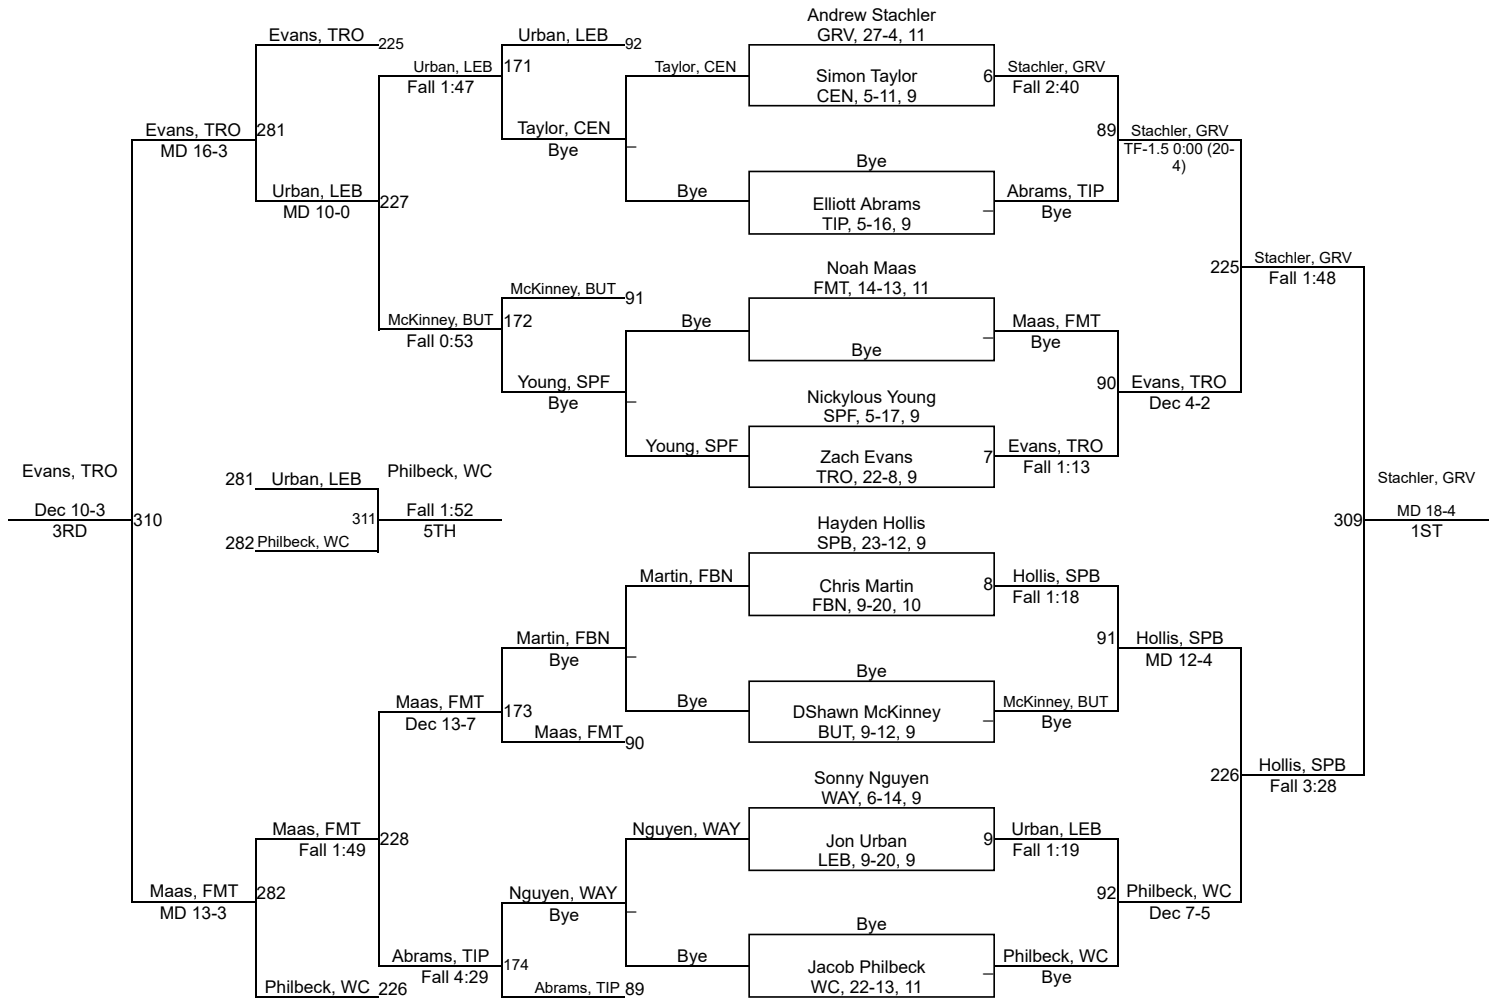 Andrew Stachler
GRV, 27-4, 11
Evans, TRO
225
Urban, LEB
92
Urban, LEB
171
Fall 1:47
Taylor, CEN
Simon Taylor
CEN, 5-11, 9
6
Stachler, GRV
Fall 2:40
Evans, TRO
281
MD 16-3
Taylor, CEN
Bye
89
Stachler, GRV
TF-1.5 0:00 (20-
4)
Bye
Urban, LEB
227
MD 10-0
Bye
Elliott Abrams
TIP, 5-16, 9
Abrams, TIP
Bye
Noah Maas
FMT, 14-13, 11
225
Stachler, GRV
Fall 1:48
McKinney, BUT
91
McKinney, BUT
172
Fall 0:53
Bye
Bye
Maas, FMT
Bye
Young, SPF
Bye
90
Evans, TRO
Dec 4-2
Nickylous Young
SPF, 5-17, 9
Young, SPF
Zach Evans
TRO, 22-8, 9
7
Evans, TRO
Fall 1:13
Evans, TRO
Dec 10-3
3RD
310
281
Urban, LEB
282
Philbeck, WC
311
Philbeck, WC
Fall 1:52
5TH
Stachler, GRV
309
MD 18-4
1ST
Hayden Hollis
SPB, 23-12, 9
Martin, FBN
Chris Martin
FBN, 9-20, 10
8
Hollis, SPB
Fall 1:18
Martin, FBN
Bye
91
Hollis, SPB
MD 12-4
Bye
Maas, FMT
173
Dec 13-7
Maas, FMT
90
Bye
DShawn McKinney
BUT, 9-12, 9
McKinney, BUT
Bye
226
Hollis, SPB
Fall 3:28
Sonny Nguyen
WAY, 6-14, 9
Maas, FMT
228
Fall 1:49
Nguyen, WAY
Jon Urban
LEB, 9-20, 9
9
Urban, LEB
Fall 1:19
Maas, FMT
282
MD 13-3
Nguyen, WAY
Bye
92
Philbeck, WC
Dec 7-5
Bye
Abrams, TIP
174
Fall 4:29
Bye
Jacob Philbeck
WC, 22-13, 11
Philbeck, WC
Bye
Philbeck, WC
226
Abrams, TIP
89